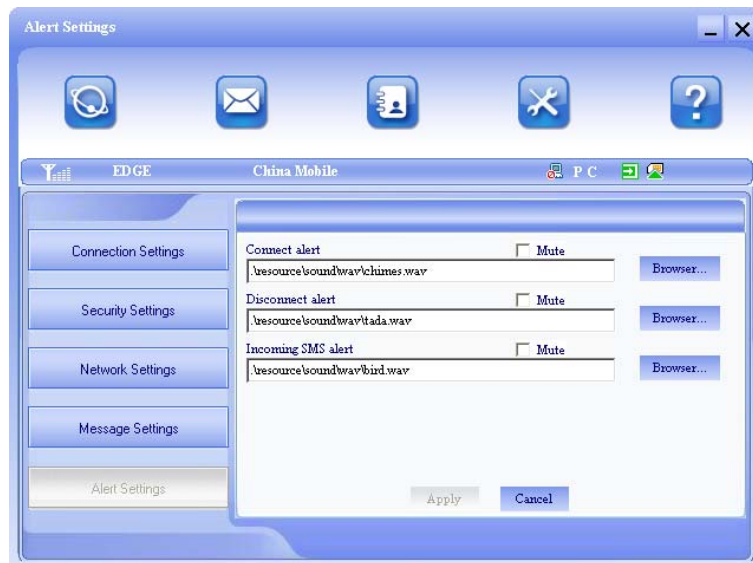 Alert Settings
EDGE China Mobile P C
Connection Settings
Security Settings
Network Settings
Message Settings
Alert Settings
Connect alert Mute
.\resource\sound\wav\chimes.wav Browser...
Disconnect alert Mute
.\resource\sound\wav\tada.wav Browser...
Incoming SMS alert Mute
.\resource\sound\wav\bird.wav Browser...
Apply Cancel